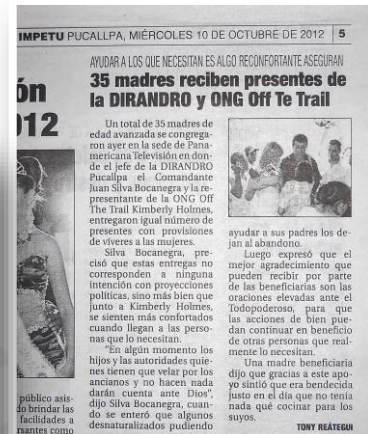 IMPETU PUCALLPA, MIÉRCOLES 10 DE OCTUBRE DE 2012 5
AYUDAR A LOS QUE NECESITAN ES ALGO RECONFORTANTE ASEGURAN
35 madres reciben presentes de
la DIRANDRO y ONG Off Te Trail
Un total de 35 madres de
edad avanzada se congrega-
ron ayer en la sede de Pana-
mericana Televisión en don-
de el jefe de la DIRANDRO
Pucallpa el Comandante
Juan Silva Bocanegra y la re-
presentante de la ONG Off
The Trail Kimberly Holmes,
entregaron igual número de
presentes con provisiones
de víveres a las mujeres.
Silva Bocanegra, pre-
cisó que estas entregas no
corresponden a ninguna
intención con proyecciones
políticas, sino más bien que
junto a Kimberly Holmes,
se sienten mas confortados
cuando llegan a las perso-
nas que lo necesitan.
"En algún momento los
hijos y las autoridades quie-
nes tienen que velar por los
ancianos y no hacen nada
darán cuenta ante Dios",
dijo Silva Bocanegra, cuan-
do se enteró que algunos
desnaturalizados pudiendo
ayudar a sus padres los de-
jan al abandono.
Luego expresó que el
mejor agradecimiento que
pueden recibir por parte
de las beneficiarias son las
oraciones elevadas ante el
Todopoderoso, para que
las acciones de bien pue-
dan continuar en beneficio
de otras personas que real-
mente lo necesitan.
Una madre beneficiaria
dijo que gracias a este apo-
yo sintió que era bendecida
justo en el día que no tenía
nada qué cocinar para los
suyos.
TONY REÁTEGUI
ón
012
público asis-
do brindar las
facilidades a
rsantes como